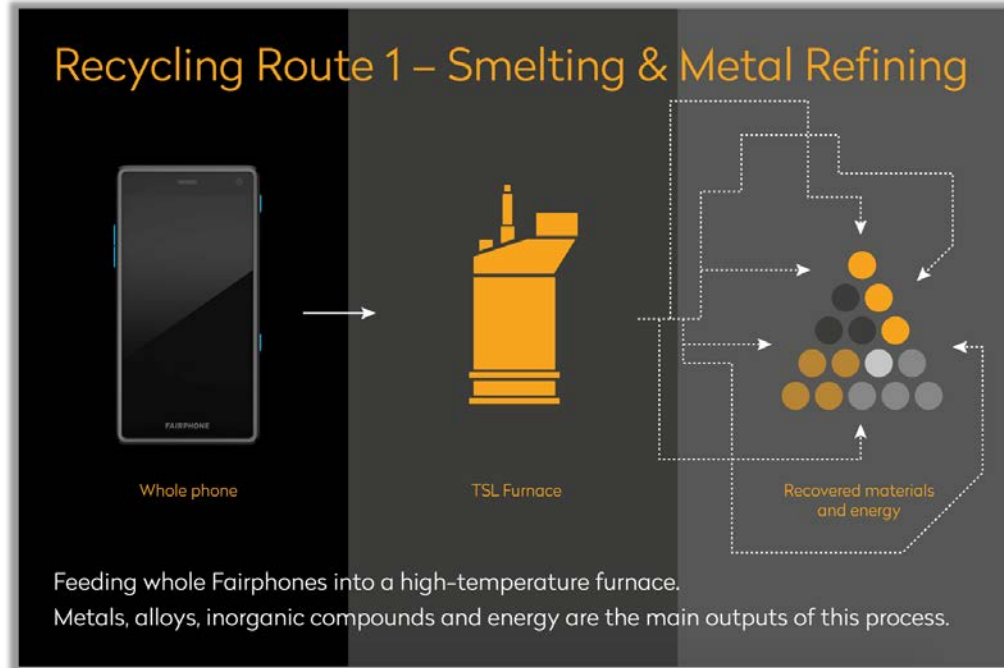 Recycling Route 1 – Smelting & Metal Refining
FAIRPHONE
Whole phone
TSL Furnace
Recovered materials
and energy
Feeding whole Fairphones into a high-temperature furnace.
Metals, alloys, inorganic compounds and energy are the main outputs of this process.